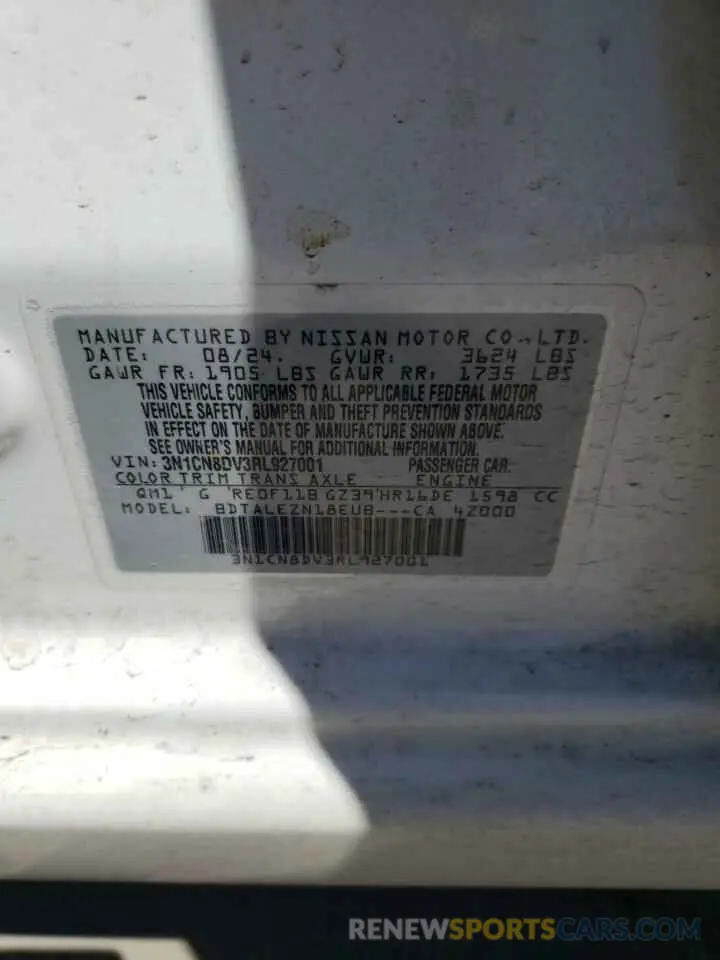 MANUFACTURED BY NISSAN MOTOR CO., LTD.
DATE: 08/24. GVWR: 3624 LBS
GAWR FR: 1905 LBS GAWR RR: 1735 LBS
THIS VEHICLE CONFORMS TO ALL APPLICABLE FEDERAL MOTOR
VEHICLE SAFETY, BUMPER AND THEFT PREVENTION STANDARDS
IN EFFECT ON THE DATE OF MANUFACTURE SHOWN ABOVE.
SEE OWNER'S MANUAL FOR ADDITIONAL INFORMATION.
VIN: 3N1CN8DV3RL927001 PASSENGER CAR.
COLOR TRIM TRANS AXLE ENGINE
QM1 G RE0F11B GZ39 HR16DE 1598 CC
MODEL: BDTALEZN18EUB---CA 4Z000
3N1CN8DV3RL927001
RENEWSPORTSCARS.COM